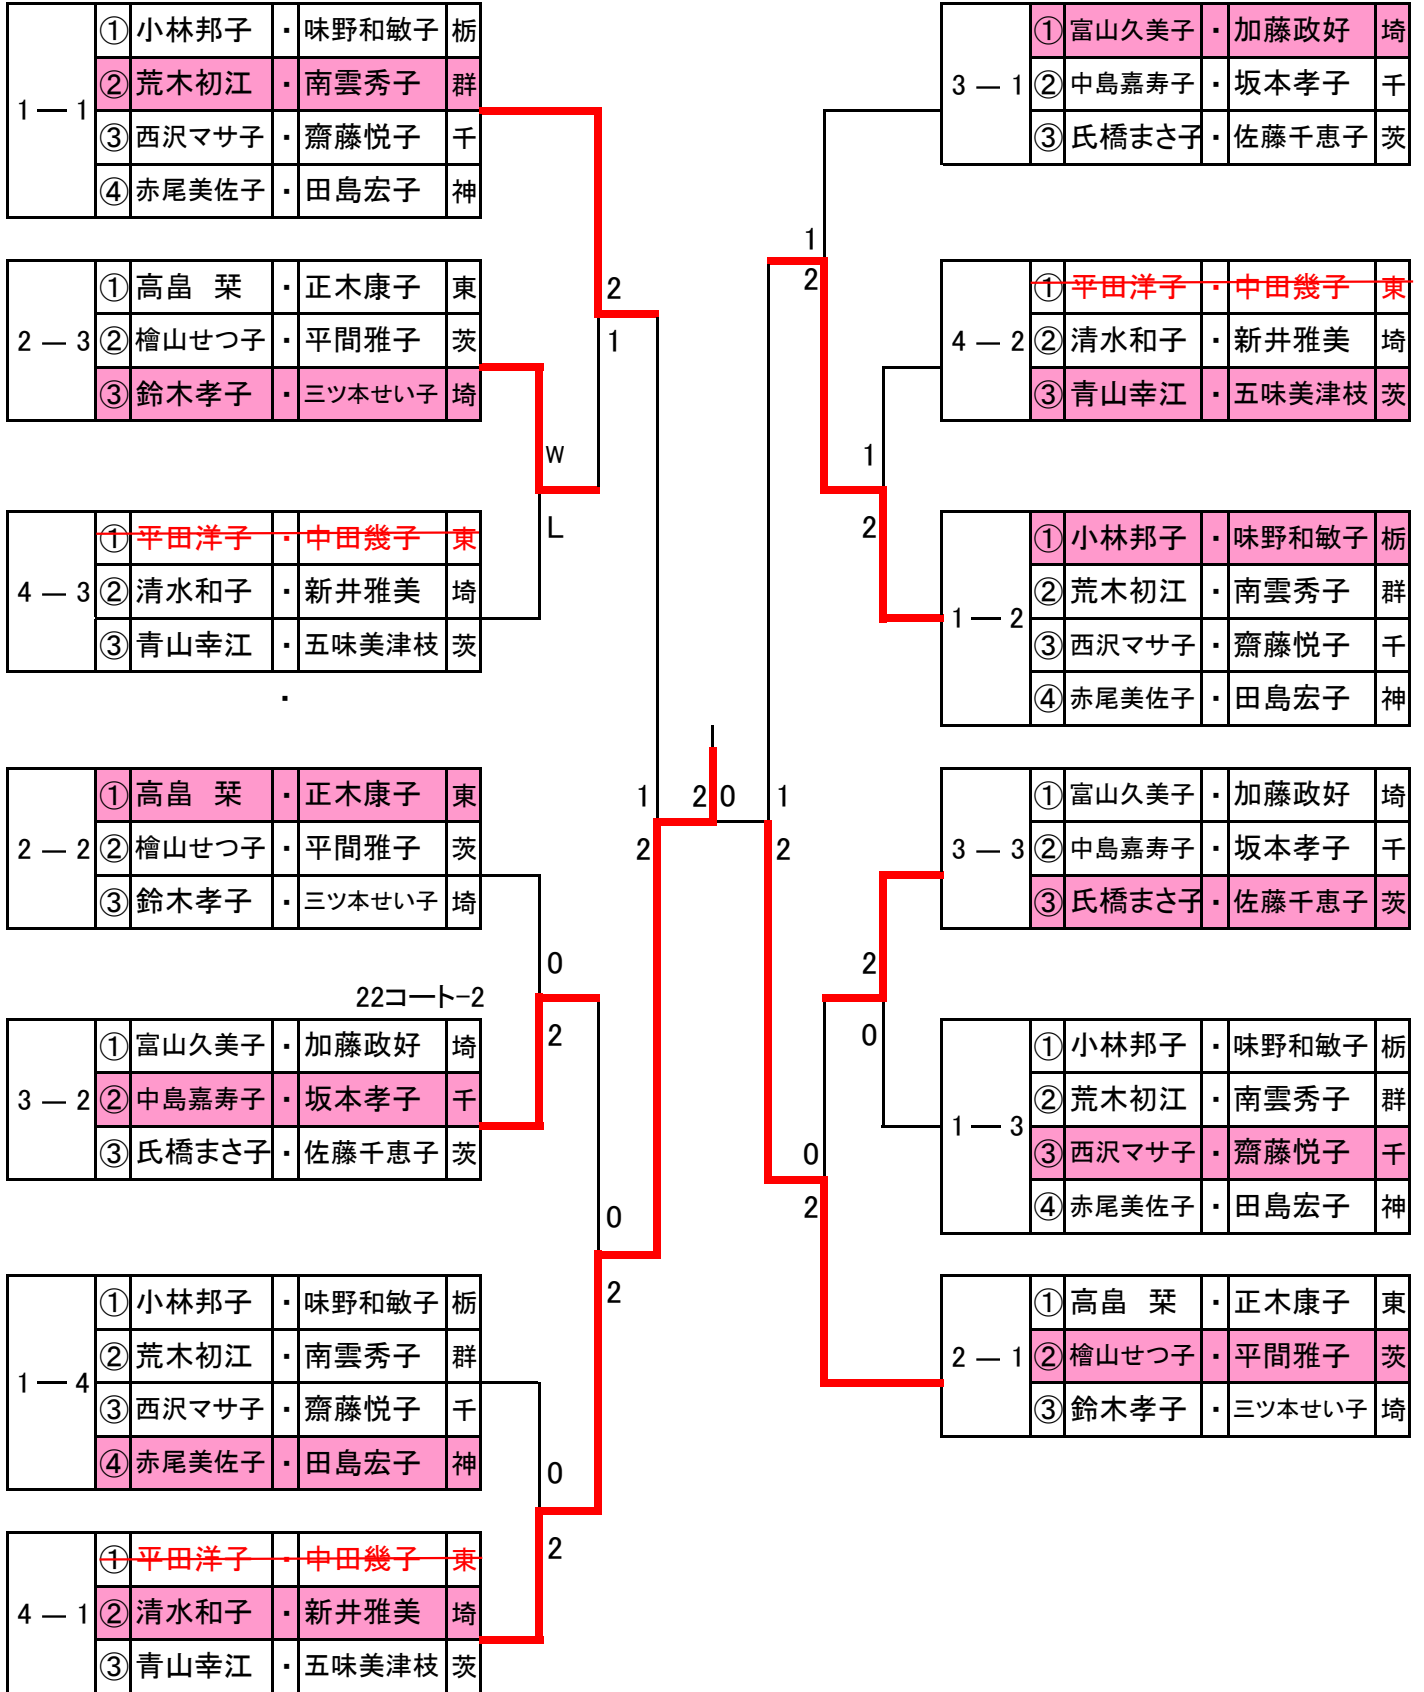 ① 小林邦子 ・ 味野和敏子 栃
1 ― 1 ② 荒木初江 ・ 南雲秀子 群
③ 西沢マサ子 ・ 齋藤悦子 千
④ 赤尾美佐子 ・ 田島宏子 神
① 高畠 栞 ・ 正木康子 東
2 ― 3 ② 檜山せつ子 ・ 平間雅子 茨
③ 鈴木孝子 ・ 三ツ本せい子 埼
① 平田洋子 ・ 中田幾子 東
4 ― 3 ② 清水和子 ・ 新井雅美 埼
③ 青山幸江 ・ 五味美津枝 茨
・
① 高畠 栞 ・ 正木康子 東
2 ― 2 ② 檜山せつ子 ・ 平間雅子 茨
③ 鈴木孝子 ・ 三ツ本せい子 埼
22コート-2
① 富山久美子 ・ 加藤政好 埼
3 ― 2 ② 中島嘉寿子 ・ 坂本孝子 千
③ 氏橋まさ子 ・ 佐藤千恵子 茨
① 小林邦子 ・ 味野和敏子 栃
② 荒木初江 ・ 南雲秀子 群
1 ― 4
③ 西沢マサ子 ・ 齋藤悦子 千
④ 赤尾美佐子 ・ 田島宏子 神
① 平田洋子 ・ 中田幾子 東
4 ― 1 ② 清水和子 ・ 新井雅美 埼
③ 青山幸江 ・ 五味美津枝 茨
2
1
W
L
0
2
0
2
0
2
1
2
2 0
1
2
1
2
1
2
2
0
0
2
① 富山久美子 ・ 加藤政好 埼
3 ― 1 ② 中島嘉寿子 ・ 坂本孝子 千
③ 氏橋まさ子 ・ 佐藤千恵子 茨
① 平田洋子 ・ 中田幾子 東
4 ― 2 ② 清水和子 ・ 新井雅美 埼
③ 青山幸江 ・ 五味美津枝 茨
① 小林邦子 ・ 味野和敏子 栃
② 荒木初江 ・ 南雲秀子 群
1 ― 2
③ 西沢マサ子 ・ 齋藤悦子 千
④ 赤尾美佐子 ・ 田島宏子 神
① 富山久美子 ・ 加藤政好 埼
3 ― 3 ② 中島嘉寿子 ・ 坂本孝子 千
③ 氏橋まさ子 ・ 佐藤千恵子 茨
① 小林邦子 ・ 味野和敏子 栃
② 荒木初江 ・ 南雲秀子 群
1 ― 3
③ 西沢マサ子 ・ 齋藤悦子 千
④ 赤尾美佐子 ・ 田島宏子 神
① 高畠 栞 ・ 正木康子 東
2 ― 1 ② 檜山せつ子 ・ 平間雅子 茨
③ 鈴木孝子 ・ 三ツ本せい子 埼